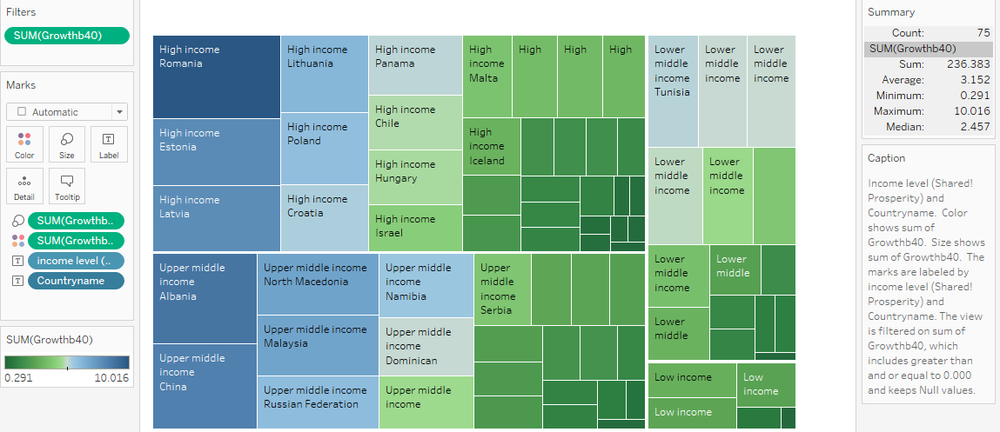 Filters
SUM(Growthb40)
Marks
Automatic
Color
Size
Label
Detail
Tooltip
SUM(Growthb..
SUM(Growthb..
income level (..
Countryname
SUM(Growthb40)
0.291
10.016
High income
Romania
High income
Lithuania
High income
Panama
High
income
Malta
High
High
High
High income
Estonia
High income
Poland
High income
Chile
High
income
Iceland
High income
Latvia
High income
Croatia
High income
Hungary
High income
Israel
Upper middle
income
Albania
Upper middle income
North Macedonia
Upper middle
income
Namibia
Upper
middle
income
Serbia
Upper middle
income
China
Upper middle income
Malaysia
Upper middle
income
Dominican
Upper middle income
Russian Federation
Upper middle
income
Lower
middle
income
Tunisia
Lower
middle
income
Lower
middle
income
Lower
middle
income
Lower
middle
income
Lower
middle
income
Lower
middle
Lower
middle
Low income
Low
income
Low income
Summary
Count: 75
SUM(Growthb40)
Sum: 236.383
Average: 3.152
Minimum: 0.291
Maximum: 10.016
Median: 2.457
Caption
Income level (Shared!
Prosperity) and
Countryname. Color
shows sum of
Growthb40. Size shows
sum of Growthb40. The
marks are labeled by
income level (Shared!
Prosperity) and
Countryname. The view
is filtered on sum of
Growthb40, which
includes greater than
and or equal to 0.000
and keeps Null values.